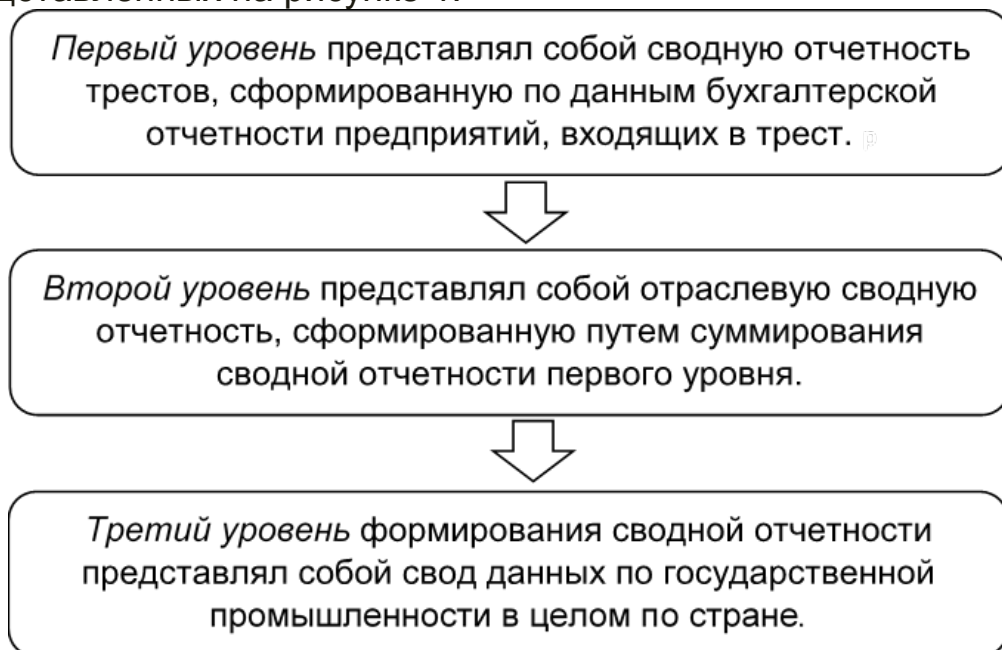 Первый уровень представлял собой сводную отчетность
трестов, сформированную по данным бухгалтерской
отчетности предприятий, входящих в трест.
Второй уровень представлял собой отраслевую сводную
отчетность, сформированную путем суммирования
сводной отчетности первого уровня.
Третий уровень формирования сводной отчетности
представлял собой свод данных по государственной
промышленности в целом по стране.